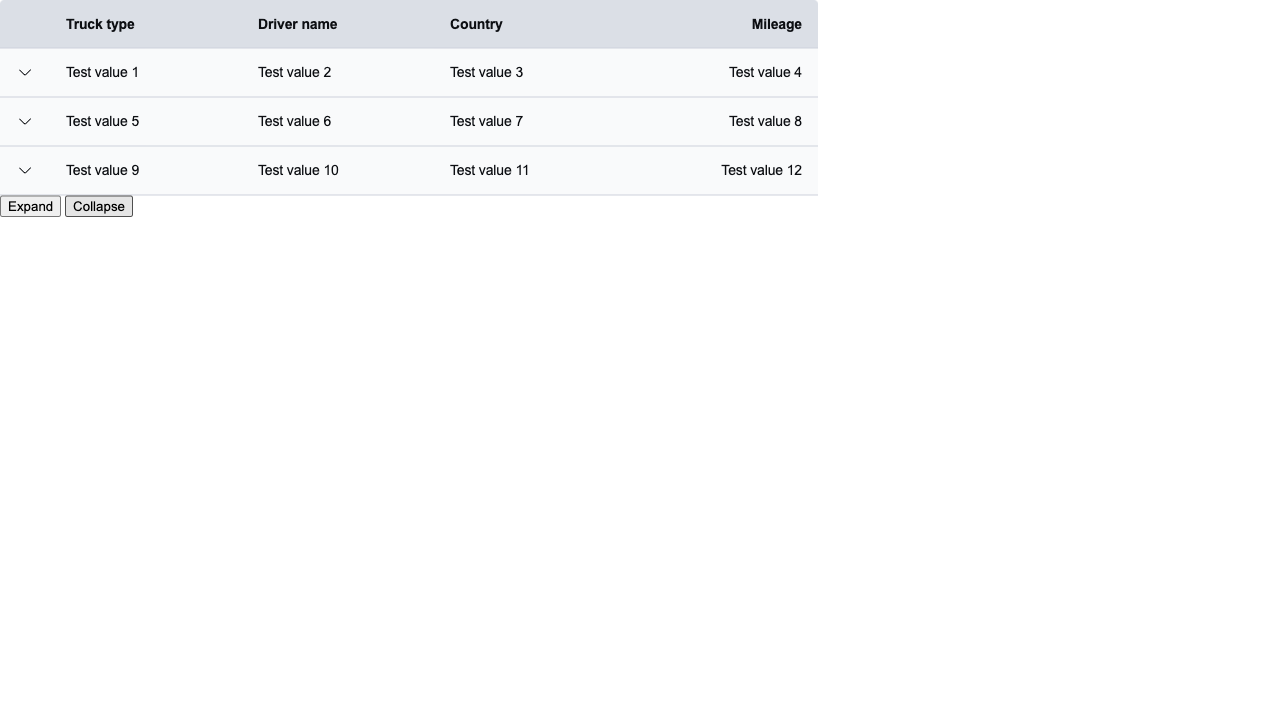 Truck type Driver name Country Mileage
Test value 1 Test value 2 Test value 3 Test value 4
Test value 5 Test value 6 Test value 7 Test value 8
Test value 9 Test value 10 Test value 11 Test value 12
Expand Collapse